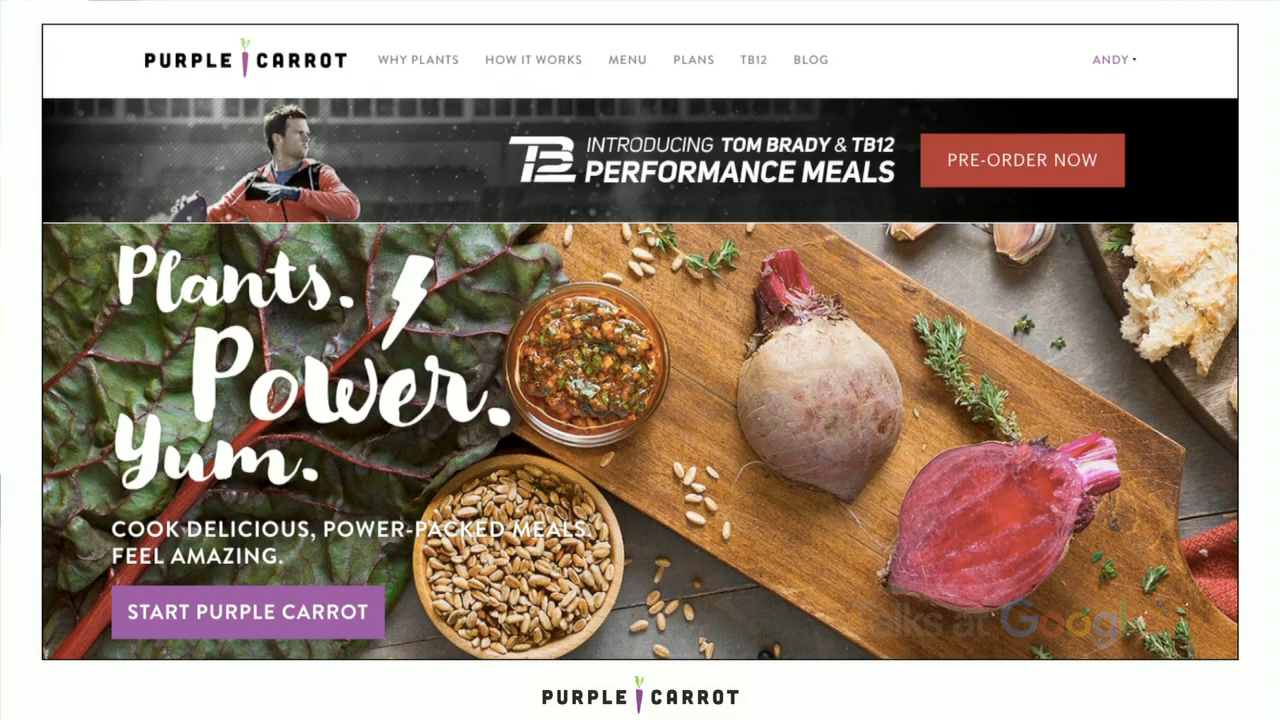 PURPLE CARROT
WHY PLANTS HOW IT WORKS MENU PLANS TB12 BLOG ANDY
TB INTRODUCING TOM BRADY & TB12
PERFORMANCE MEALS
PRE-ORDER NOW
Plants.
Power.
Yum.
COOK DELICIOUS, POWER-PACKED MEALS.
FEEL AMAZING.
START PURPLE CARROT
Talks at Google
PURPLE CARROT